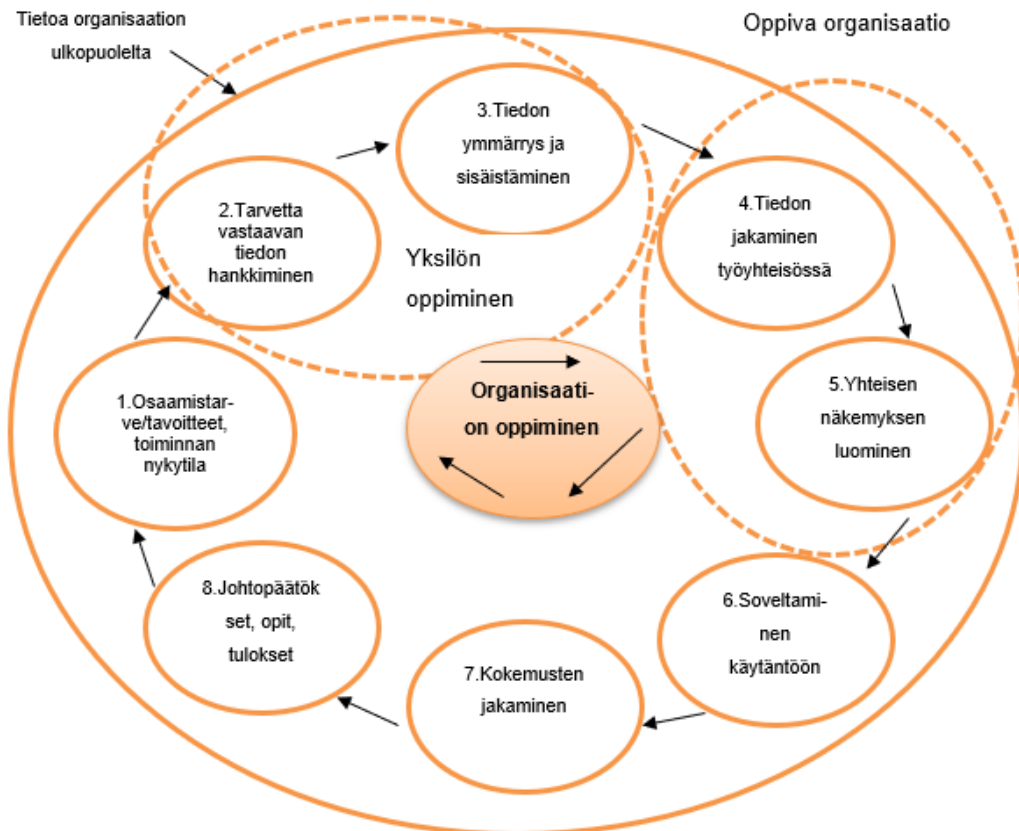 Tietoa organisaation
ulkopuolelta
Oppiva organisaatio
3.Tiedon
ymmärrys ja
sisäistäminen
2.Tarvetta
vastaavan
tiedon
hankkiminen
4.Tiedon
jakaminen
työyhteisössä
Yksilön
oppiminen
1.Osaamistar-
ve/tavoitteet,
toiminnan
nykytila
Organisaati-
on oppiminen
5.Yhteisen
näkemyksen
luominen
8.Johtopäätök
set, opit,
tulokset
7.Kokemusten
jakaminen
6.Soveltami-
nen
käytäntöön